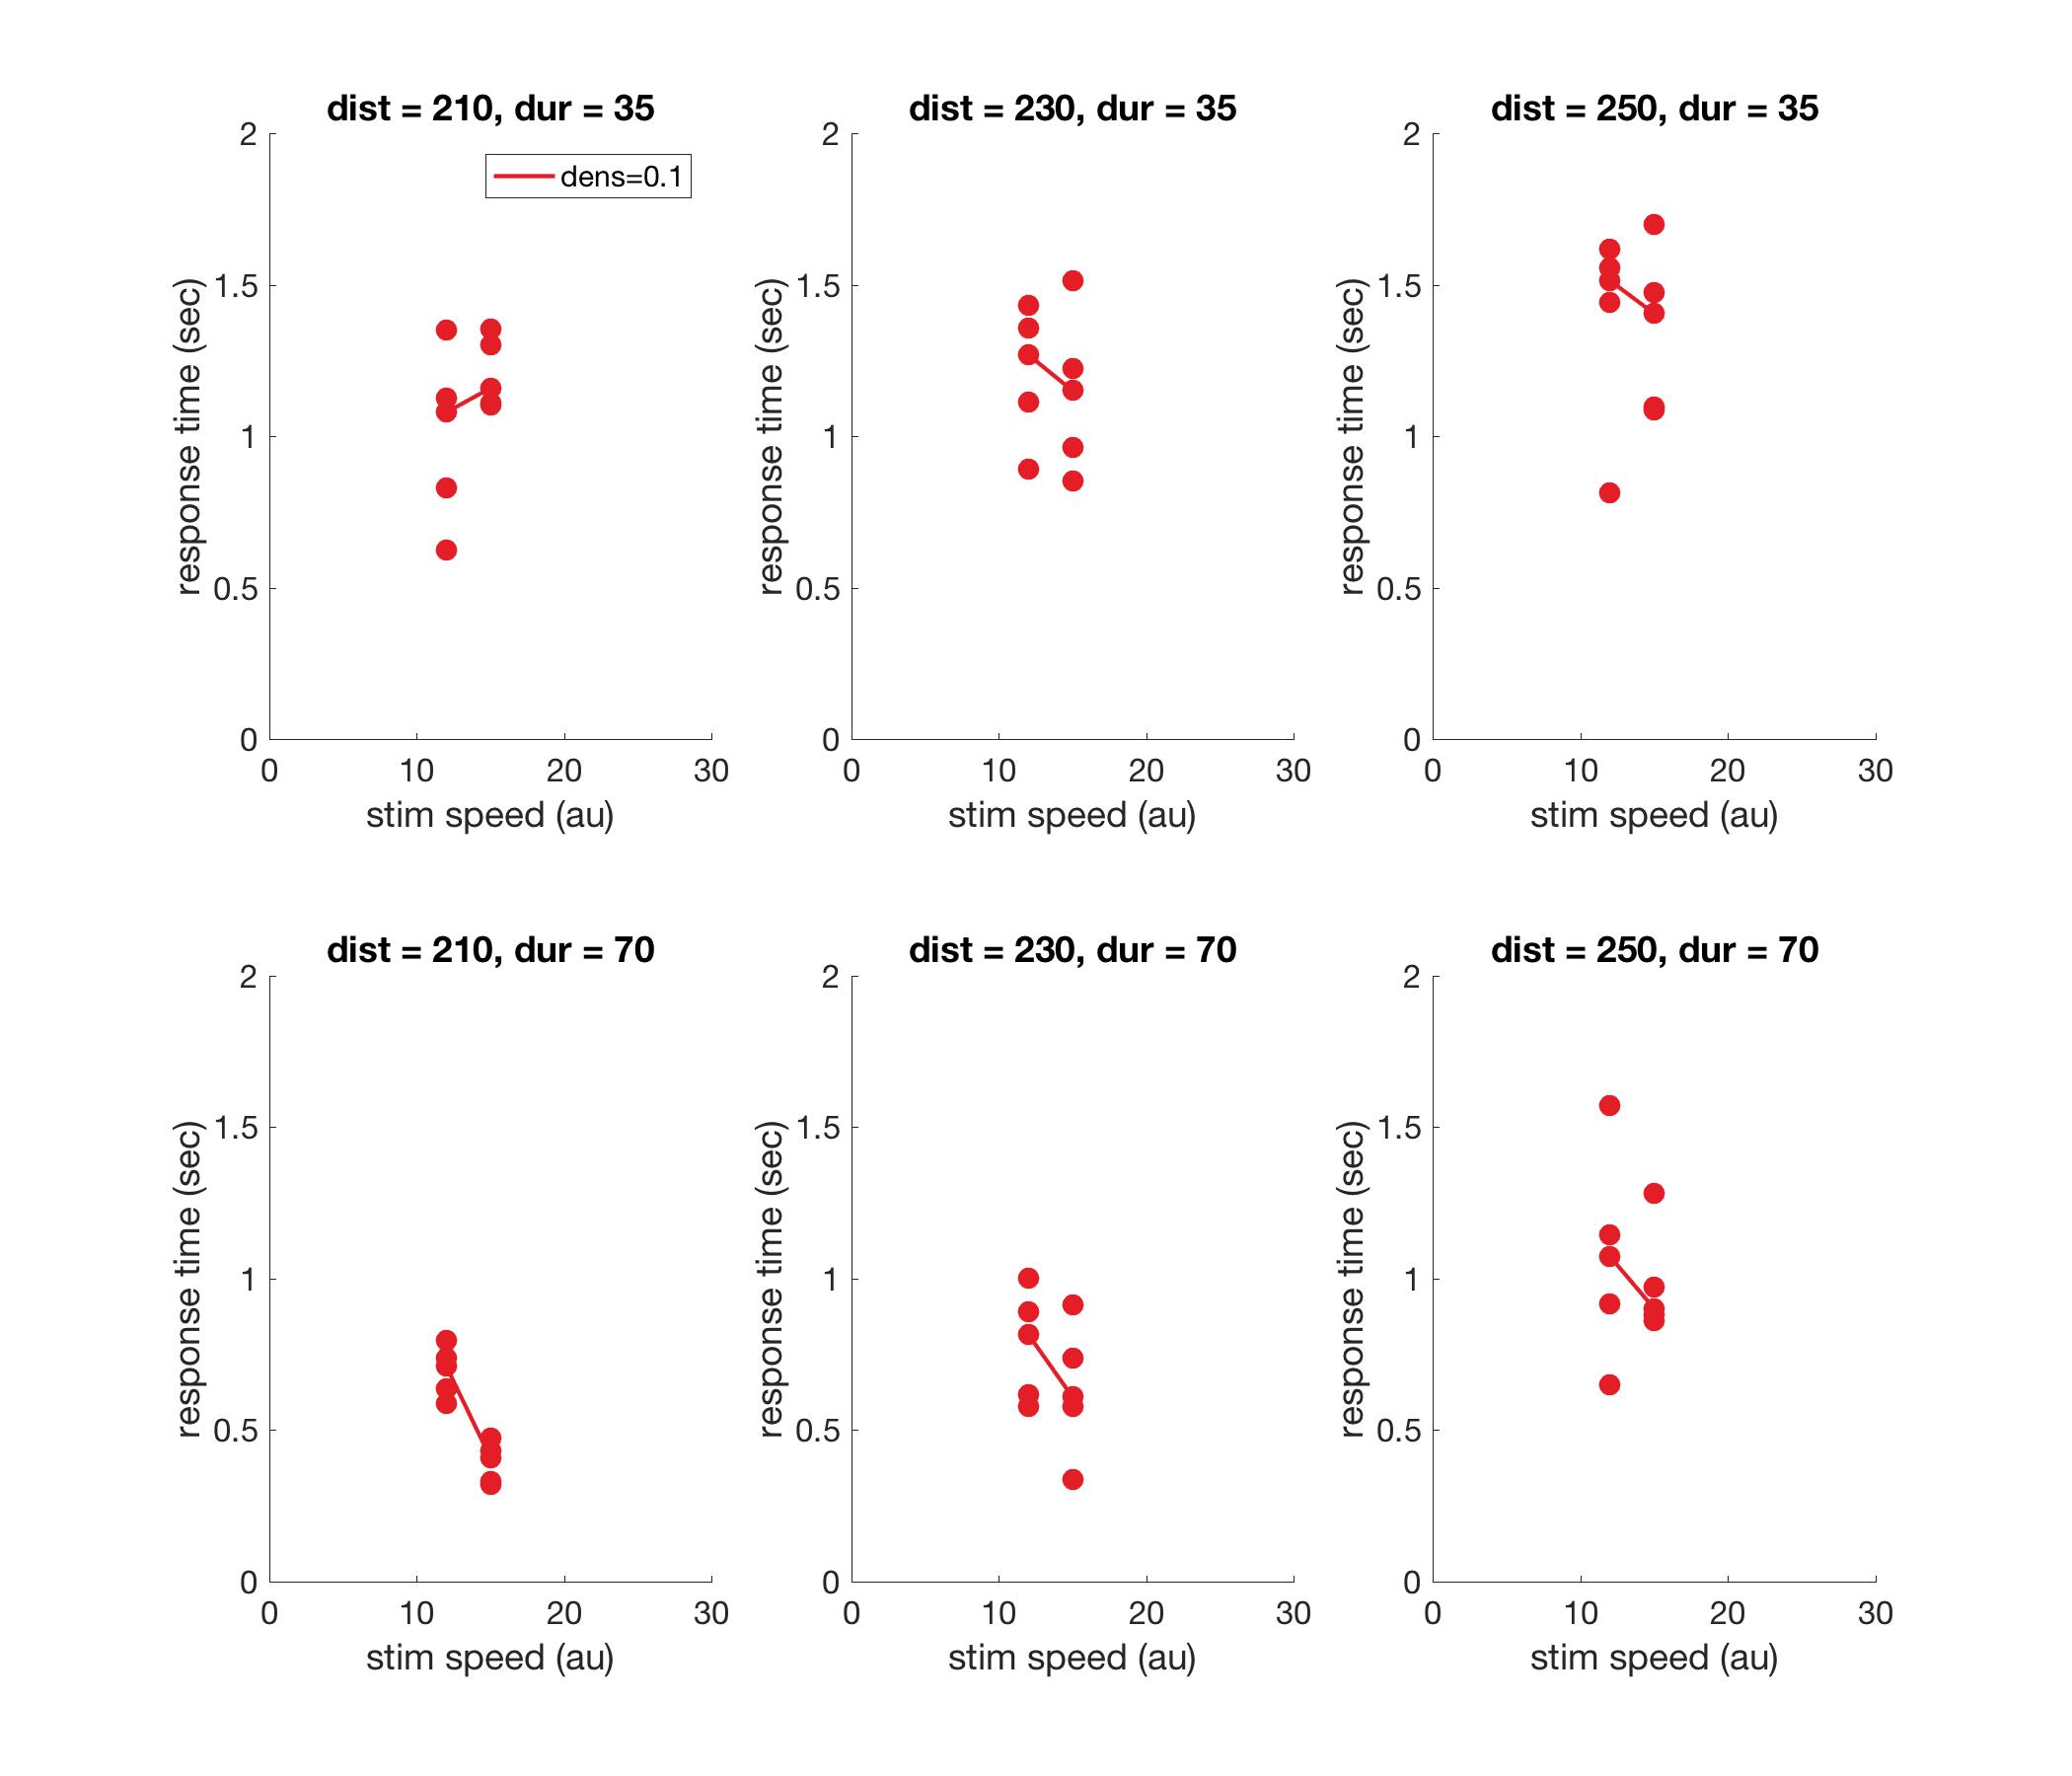 dist = 210, dur = 35
dist = 230, dur = 35
dist = 250, dur = 35
dens=0.1
response time (sec)
2
1.5
1
0.5
0
0 10 20 30
stim speed (au)
response time (sec)
2
1.5
1
0.5
0
0 10 20 30
stim speed (au)
response time (sec)
2
1.5
1
0.5
0
0 10 20 30
stim speed (au)
dist = 210, dur = 70
dist = 230, dur = 70
dist = 250, dur = 70
response time (sec)
2
1.5
1
0.5
0
0 10 20 30
stim speed (au)
response time (sec)
2
1.5
1
0.5
0
0 10 20 30
stim speed (au)
response time (sec)
2
1.5
1
0.5
0
0 10 20 30
stim speed (au)